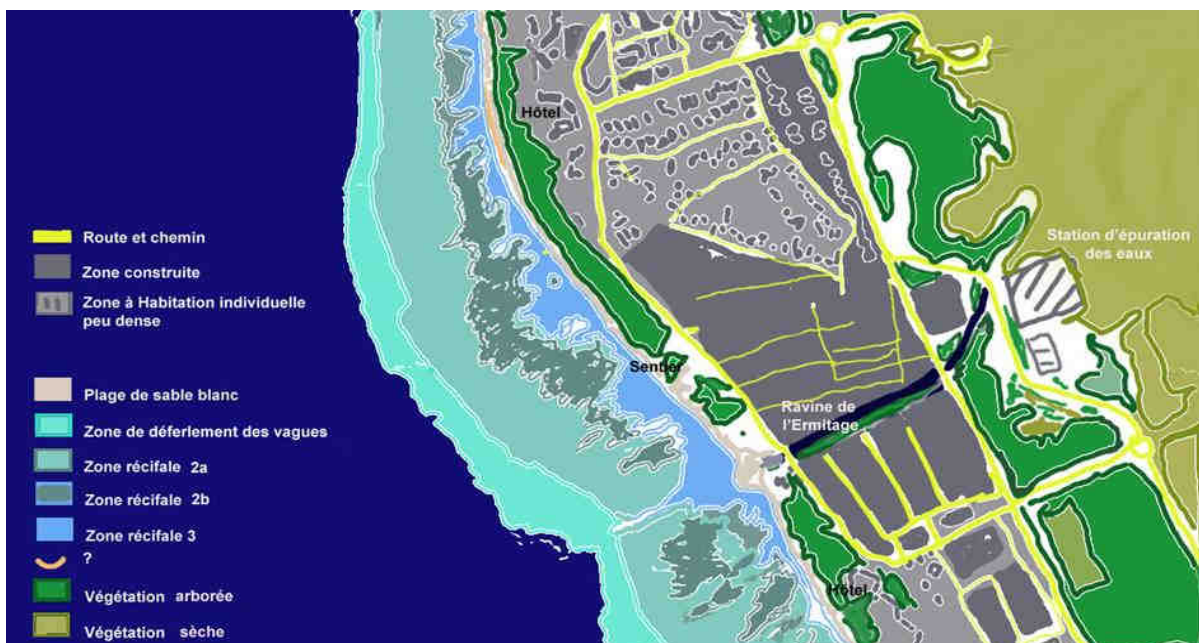 Hôtel
Station d'épuration
des eaux
Route et chemin
Zone construite
Zone à Habitation individuelle
peu dense
Sentier
Plage de sable blanc
Ravine de
l'Ermitage
Zone de déferlement des vagues
Zone récifale 2a
Zone récifale 2b
Zone récifale 3
?
Végétation arborée
Hôtel
Végétation sèche